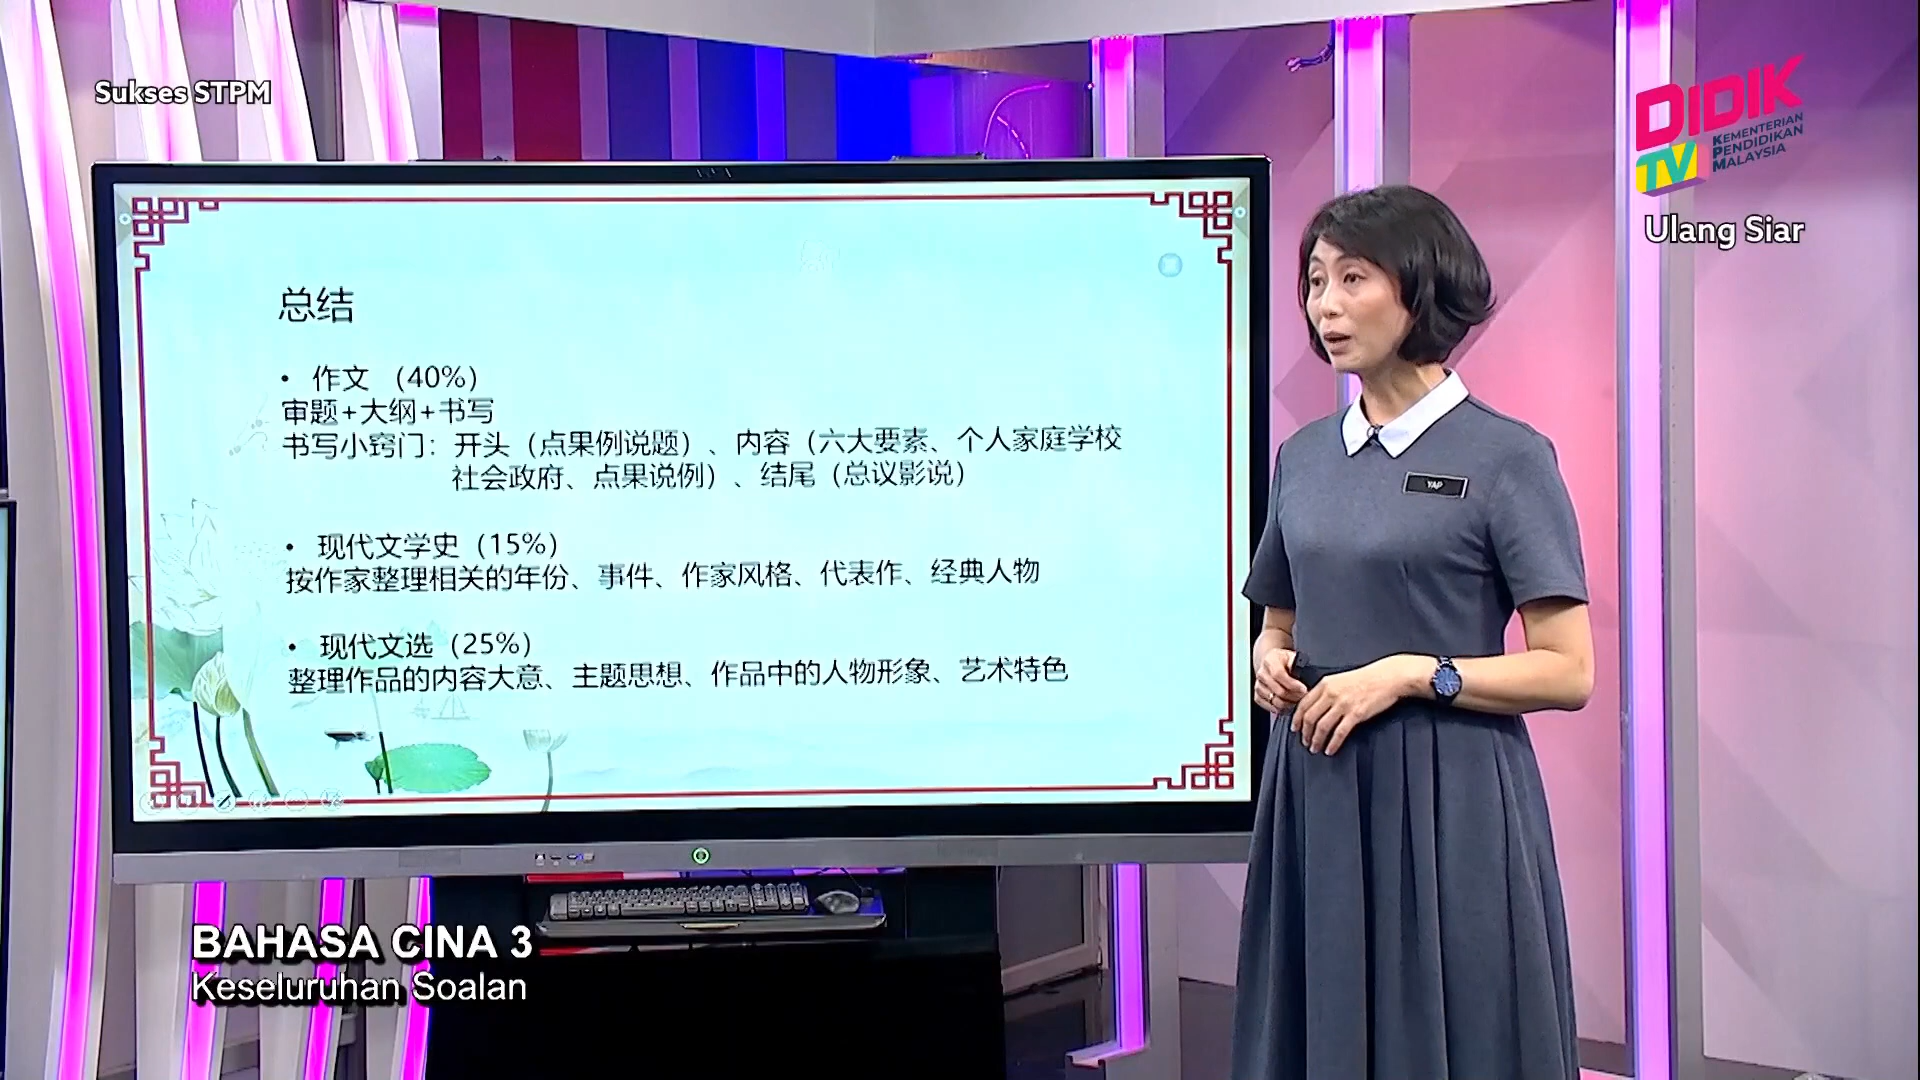 Sukses STPM
DIDIK
TV
KEMENTERIAN
PENDIDIKAN
MALAYSIA
Ulang Siar
总结
• 作文 （40%）
审题+大纲+书写
书写小窍门：开头（点果例说题）、内容（六大要素、个人家庭学校
社会政府、点果说例）、结尾（总议影说）
• 现代文学史（15%）
按作家整理相关的年份、事件、作家风格、代表作、经典人物
• 现代文选（25%）
整理作品的内容大意、主题思想、作品中的人物形象、艺术特色
YAP
BAHASA CINA 3
Keseluruhan Soalan